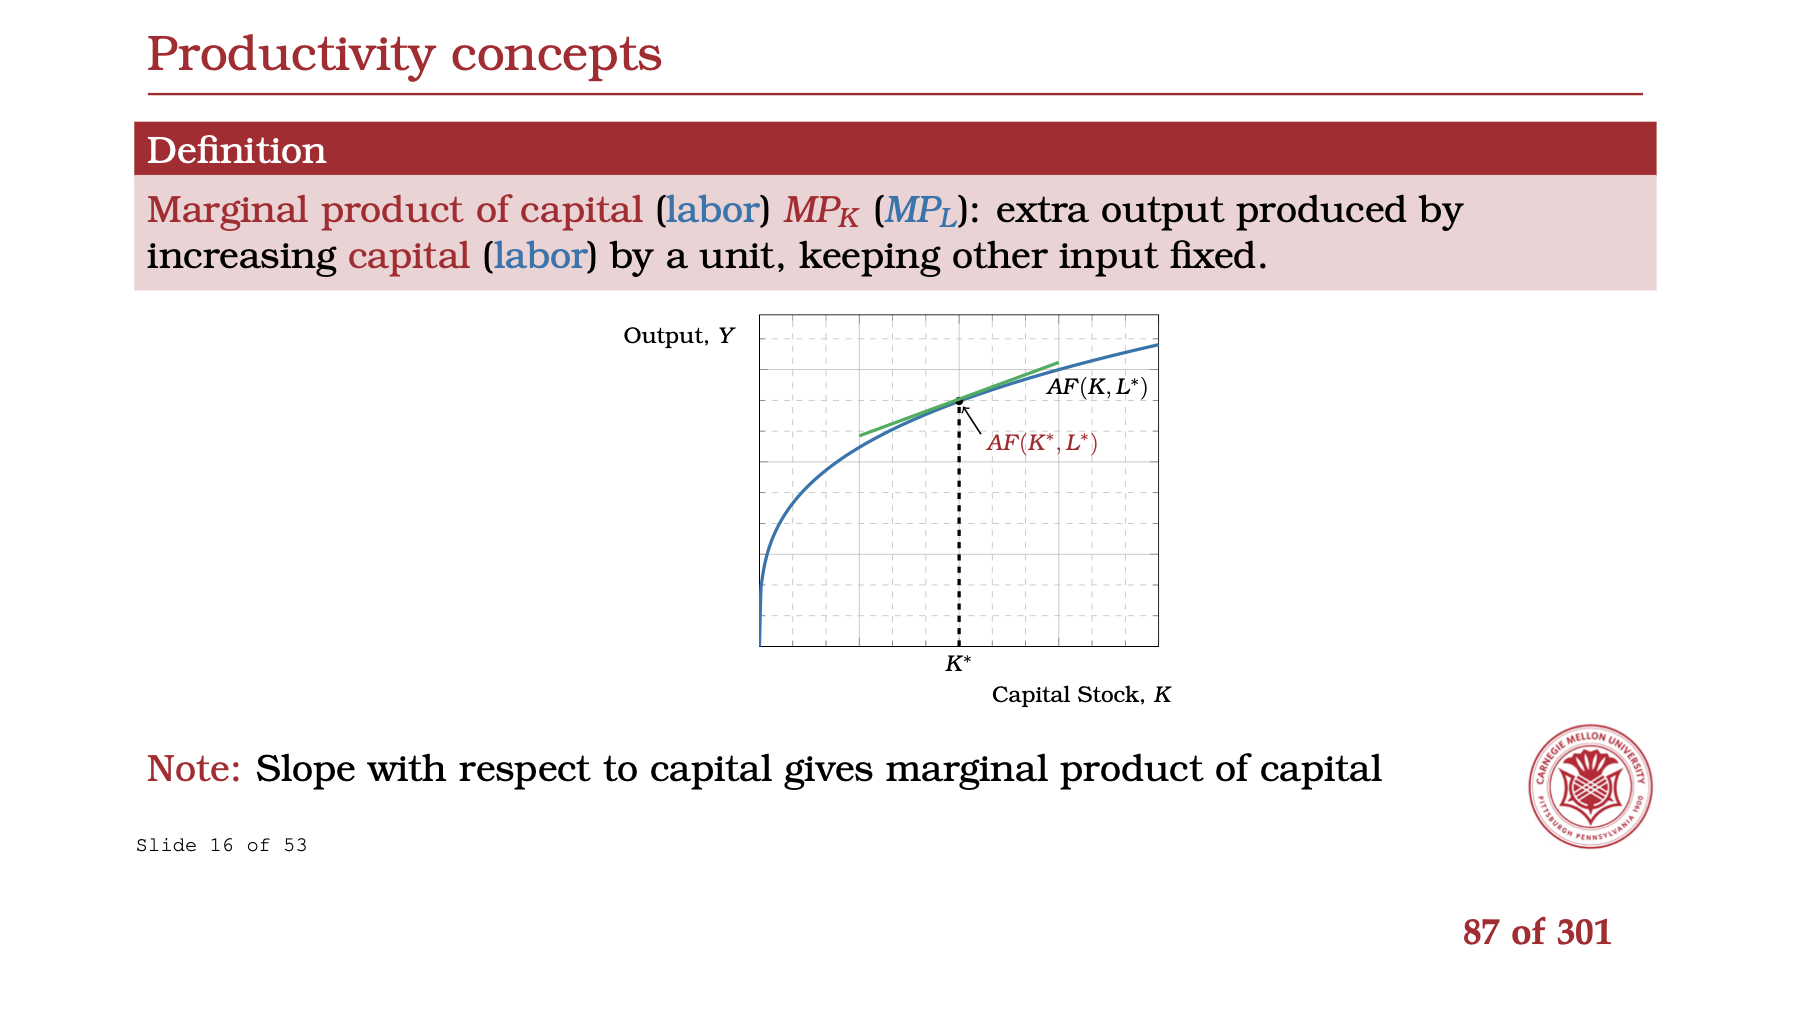 Productivity concepts
Definition
Marginal product of capital (labor) MP_K (MP_L): extra output produced by
increasing capital (labor) by a unit, keeping other input fixed.
Output, Y
AF(K, L*)
AF(K*, L*)
K*
Capital Stock, K
Note: Slope with respect to capital gives marginal product of capital
CARNEGIE MELLON UNIVERSITY
PITTSBURGH PENNSYLVANIA 1900
Slide 16 of 53
87 of 301